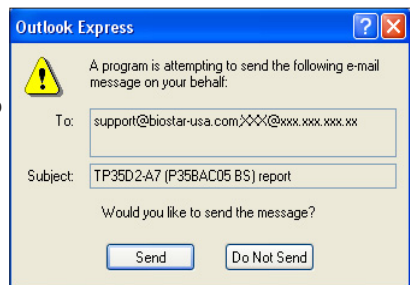 Outlook Express
A program is attempting to send the following e-mail
message on your behalf:
To: support@biostar-usa.com;XXX@xxx.xxx.xxx.xx
Subject: TP35D2-A7 (P35BAC05 BS) report
Would you like to send the message?
Send Do Not Send